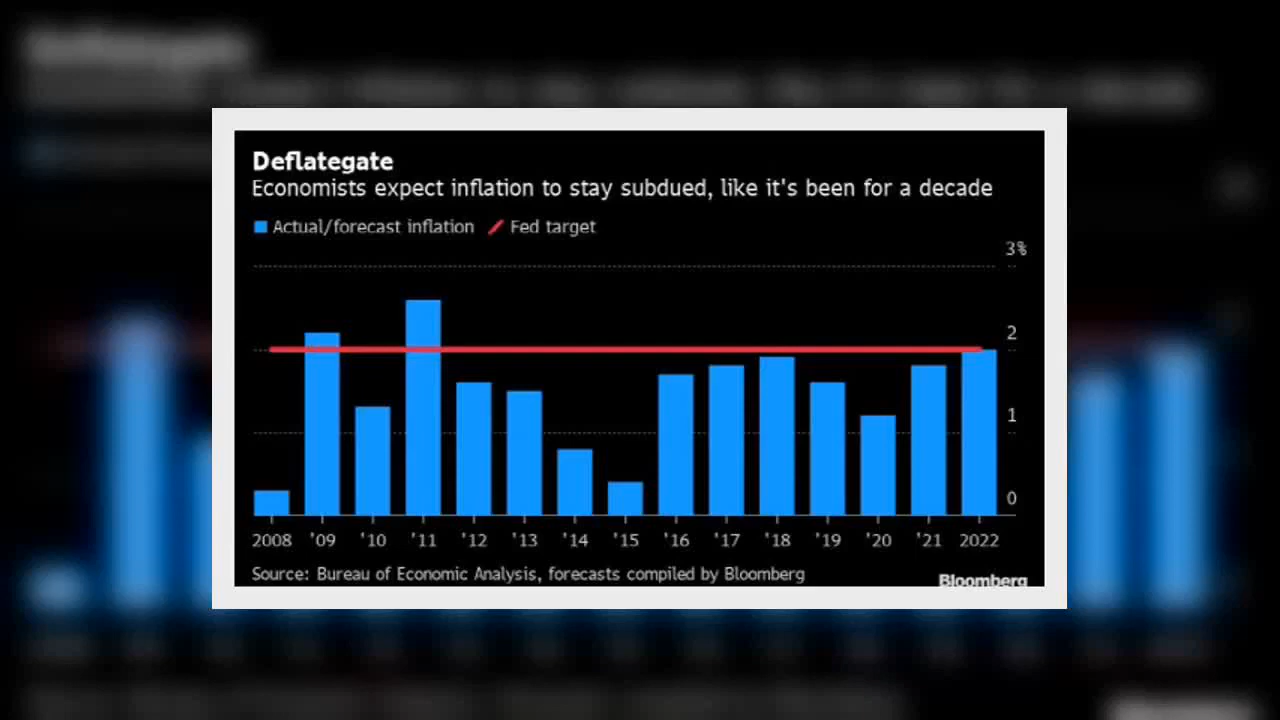 Deflategate
Economists expect inflation to stay subdued, like it's been for a decade
Actual/forecast inflation Fed target
3%
2
1
0
2008 '09 '10 '11 '12 '13 '14 '15 '16 '17 '18 '19 '20 '21 2022
Source: Bureau of Economic Analysis, forecasts compiled by Bloomberg
Bloomberg